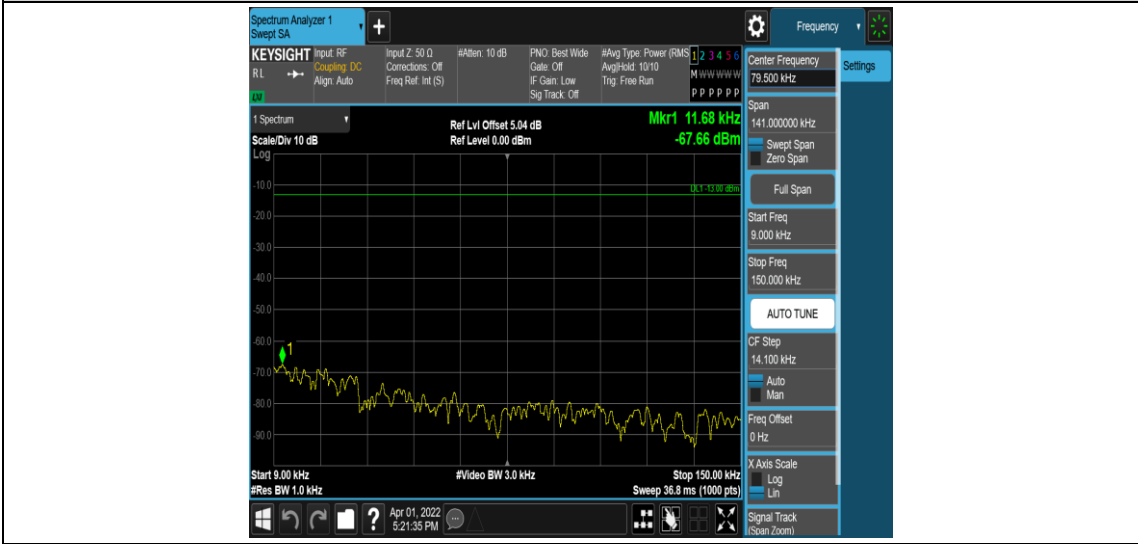 Spectrum Analyzer 1
Swept SA
+
Frequency
KEYSIGHT
RL
LXI
Input: RF
Coupling: DC
Align: Auto
Input Z: 50 Ω
Corrections: Off
Freq Ref: Int (S)
#Atten: 10 dB
PNO: Best Wide
Gate: Off
IF Gain: Low
Sig Track: Off
#Avg Type: Power (RMS
Avg|Hold: 10/10
Trig: Free Run
1 2 3 4 5 6
M W W W W W
P P P P P P
1 Spectrum
Scale/Div 10 dB
Log
Ref Lvl Offset 5.04 dB
Ref Level 0.00 dBm
Mkr1 11.68 kHz
-67.66 dBm
DL1 -13.00 dBm
-10.0
-20.0
-30.0
-40.0
-50.0
-60.0
-70.0
-80.0
-90.0
1
Start 9.00 kHz
#Res BW 1.0 kHz
#Video BW 3.0 kHz
Stop 150.00 kHz
Sweep 36.8 ms (1000 pts)
?
Apr 01, 2022
5:21:35 PM
Center Frequency
79.500 kHz
Settings
Span
141.000000 kHz
Swept Span
Zero Span
Full Span
Start Freq
9.000 kHz
Stop Freq
150.000 kHz
AUTO TUNE
CF Step
14.100 kHz
Auto
Man
Freq Offset
0 Hz
X Axis Scale
Log
Lin
Signal Track
(Span Zoom)